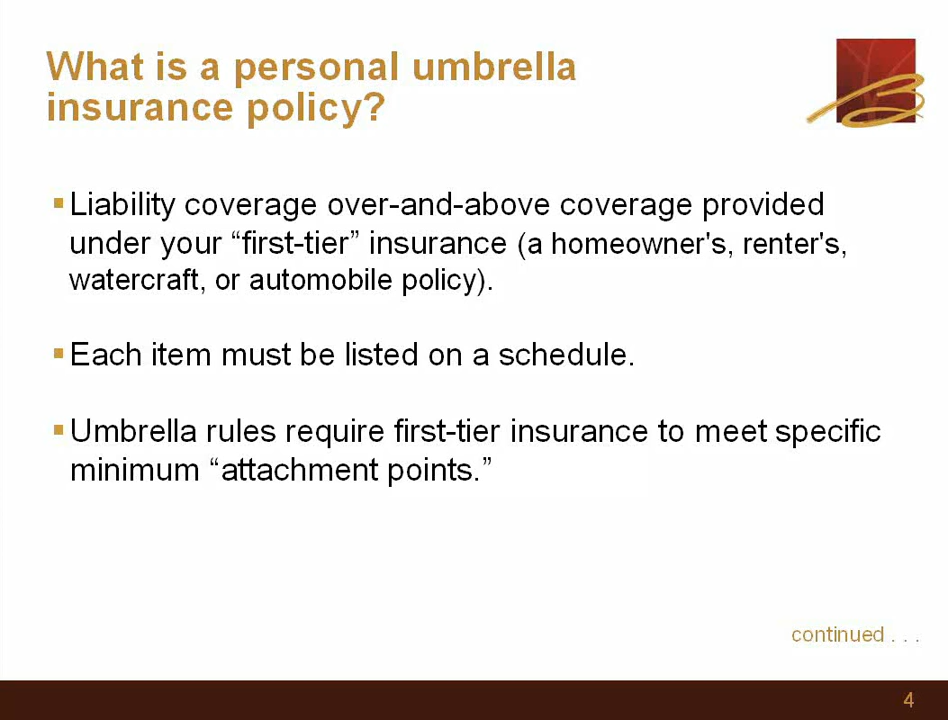 What is a personal umbrella
insurance policy?
▪Liability coverage over-and-above coverage provided
under your “first-tier” insurance (a homeowner's, renter's,
watercraft, or automobile policy).
▪Each item must be listed on a schedule.
▪Umbrella rules require first-tier insurance to meet specific
minimum “attachment points.”
continued . . .
4